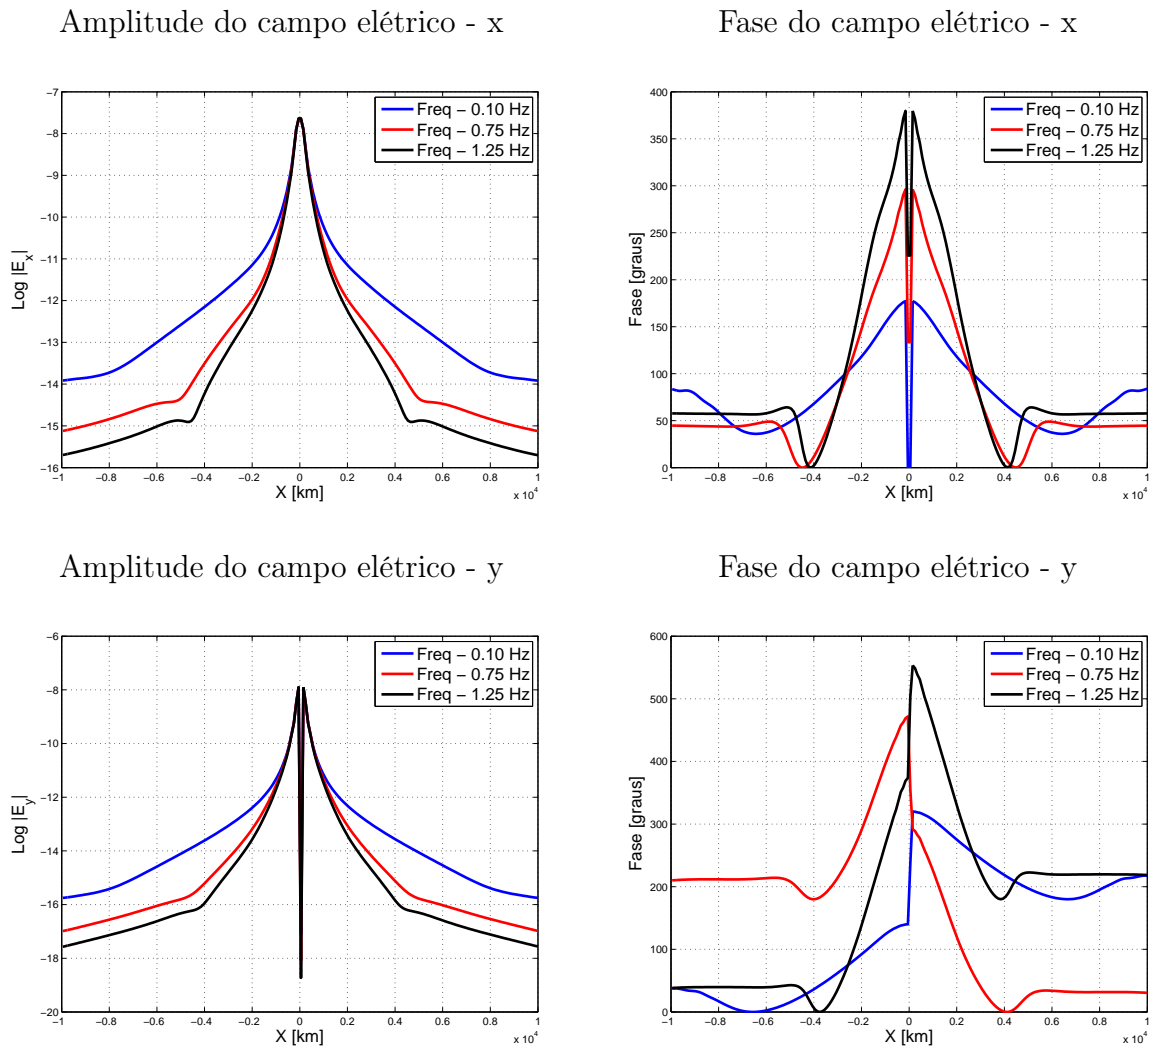 Amplitude do campo elétrico - x
Fase do campo elétrico - x
−7
−8
−9
−10
−11
−12
−13
−14
−15
−16
Log |E_x|
Freq − 0.10 Hz
Freq − 0.75 Hz
Freq − 1.25 Hz
−1 −0.8 −0.6 −0.4 −0.2 0 0.2 0.4 0.6 0.8 1
x 10^4
X [km]
400
350
300
250
200
150
100
50
0
Fase [graus]
Freq − 0.10 Hz
Freq − 0.75 Hz
Freq − 1.25 Hz
−1 −0.8 −0.6 −0.4 −0.2 0 0.2 0.4 0.6 0.8 1
x 10^4
X [km]
Amplitude do campo elétrico - y
Fase do campo elétrico - y
−6
−8
−10
−12
−14
−16
−18
−20
Log |E_y|
Freq − 0.10 Hz
Freq − 0.75 Hz
Freq − 1.25 Hz
−1 −0.8 −0.6 −0.4 −0.2 0 0.2 0.4 0.6 0.8 1
x 10^4
X [km]
600
500
400
300
200
100
0
Fase [graus]
Freq − 0.10 Hz
Freq − 0.75 Hz
Freq − 1.25 Hz
−1 −0.8 −0.6 −0.4 −0.2 0 0.2 0.4 0.6 0.8 1
x 10^4
X [km]